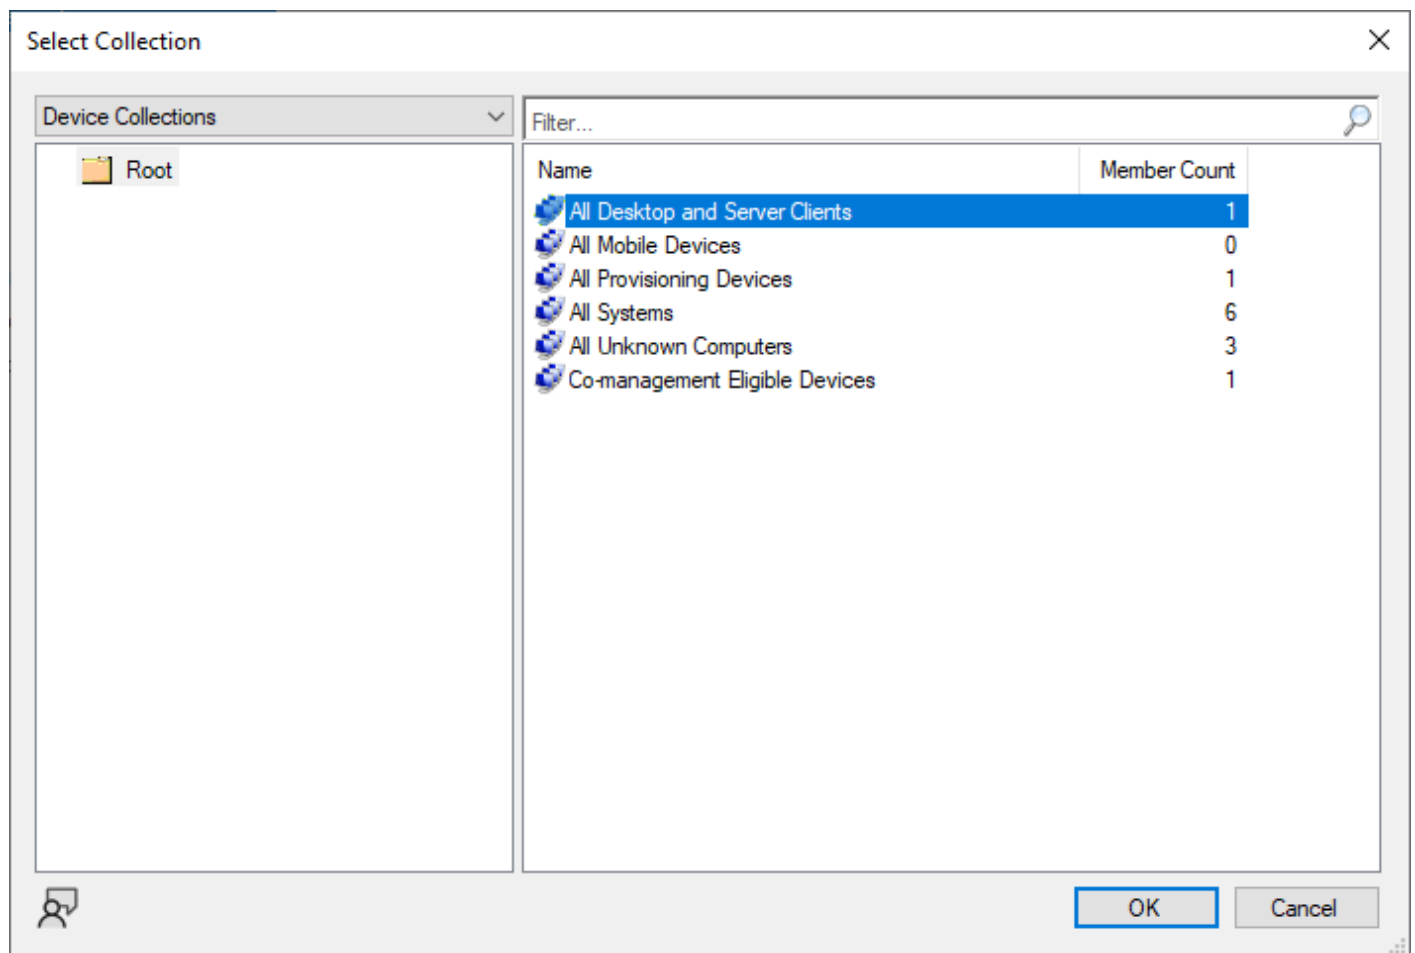 Select Collection
Device Collections
Filter...
Root
Name Member Count
All Desktop and Server Clients 1
All Mobile Devices 0
All Provisioning Devices 1
All Systems 6
All Unknown Computers 3
Co-management Eligible Devices 1
OK Cancel